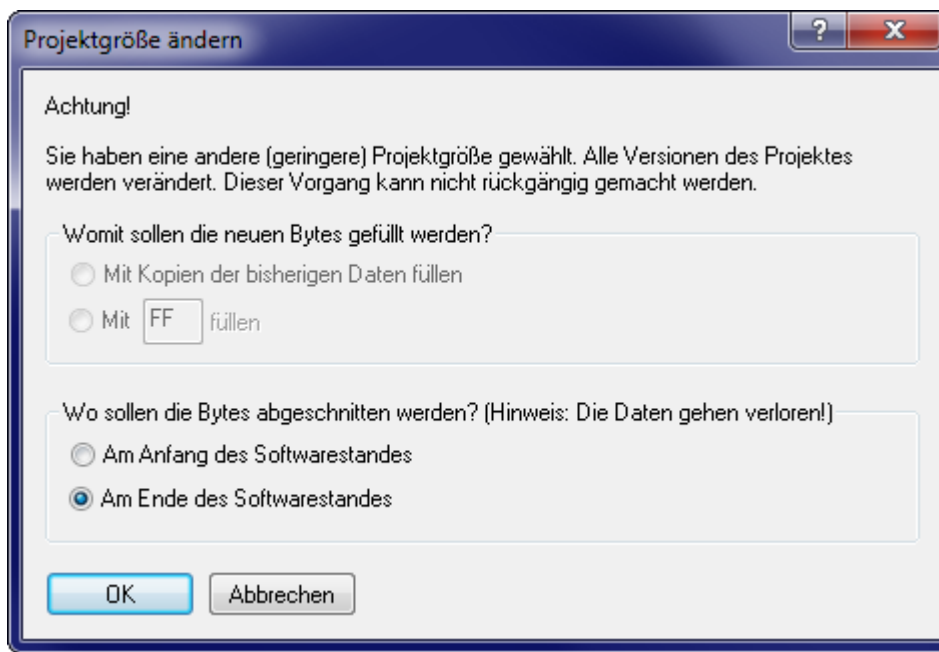 Projektgröße ändern
Achtung!
Sie haben eine andere (geringere) Projektgröße gewählt. Alle Versionen des Projektes
werden verändert. Dieser Vorgang kann nicht rückgängig gemacht werden.
Womit sollen die neuen Bytes gefüllt werden?
Mit Kopien der bisherigen Daten füllen
Mit FF füllen
Wo sollen die Bytes abgeschnitten werden? (Hinweis: Die Daten gehen verloren!)
Am Anfang des Softwarestandes
Am Ende des Softwarestandes
OK Abbrechen